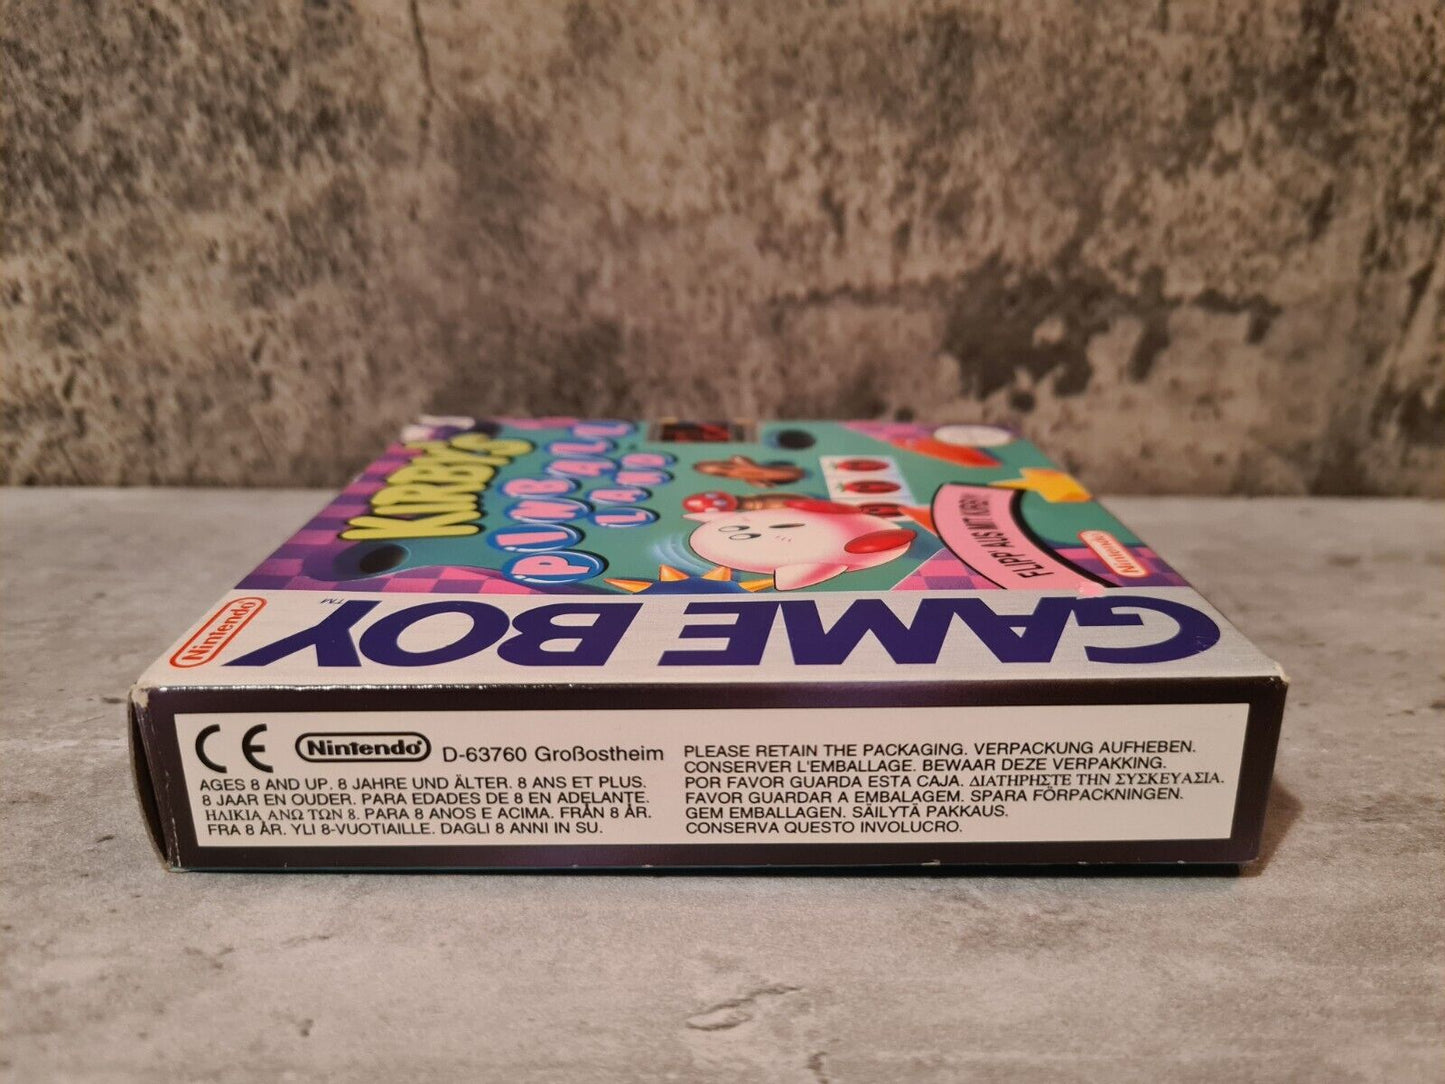 KIRBY'S
PINBALL
LAND
FLIPP AUS MIT KIRBY!
Nintendo
GAME BOY™
Nintendo
CE Nintendo D-63760 Großostheim
AGES 8 AND UP. 8 JAHRE UND ÄLTER. 8 ANS ET PLUS.
8 JAAR EN OUDER. PARA EDADES DE 8 EN ADELANTE.
ΗΛΙΚΙΑ ΑΝΩ ΤΩΝ 8. PARA 8 ANOS E ACIMA. FRÅN 8 ÅR.
FRA 8 ÅR. YLI 8-VUOTIAILLE. DAGLI 8 ANNI IN SU.
PLEASE RETAIN THE PACKAGING. VERPACKUNG AUFHEBEN.
CONSERVER L'EMBALLAGE. BEWAAR DEZE VERPAKKING.
POR FAVOR GUARDA ESTA CAJA. ΔΙΑΤΗΡΗΣΤΕ ΤΗΝ ΣΥΣΚΕΥΑΣΙΑ.
FAVOR GUARDAR A EMBALAGEM. SPARA FÖRPACKNINGEN.
GEM EMBALLAGEN. SÄILYTÄ PAKKAUS.
CONSERVA QUESTO INVOLUCRO.